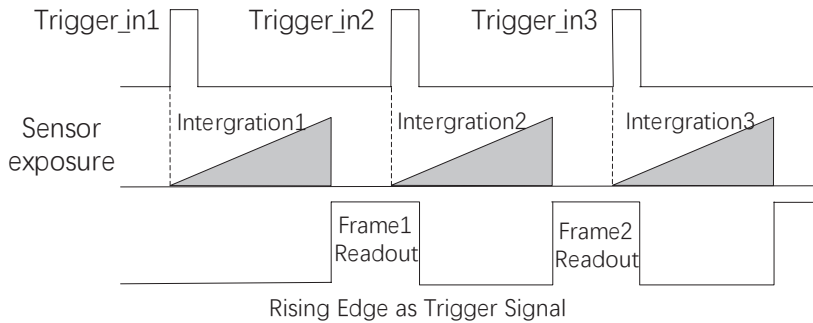 Trigger_in1
Trigger_in2
Trigger_in3
Sensor
exposure
Intergration1
Intergration2
Intergration3
Frame1
Readout
Frame2
Readout
Rising Edge as Trigger Signal